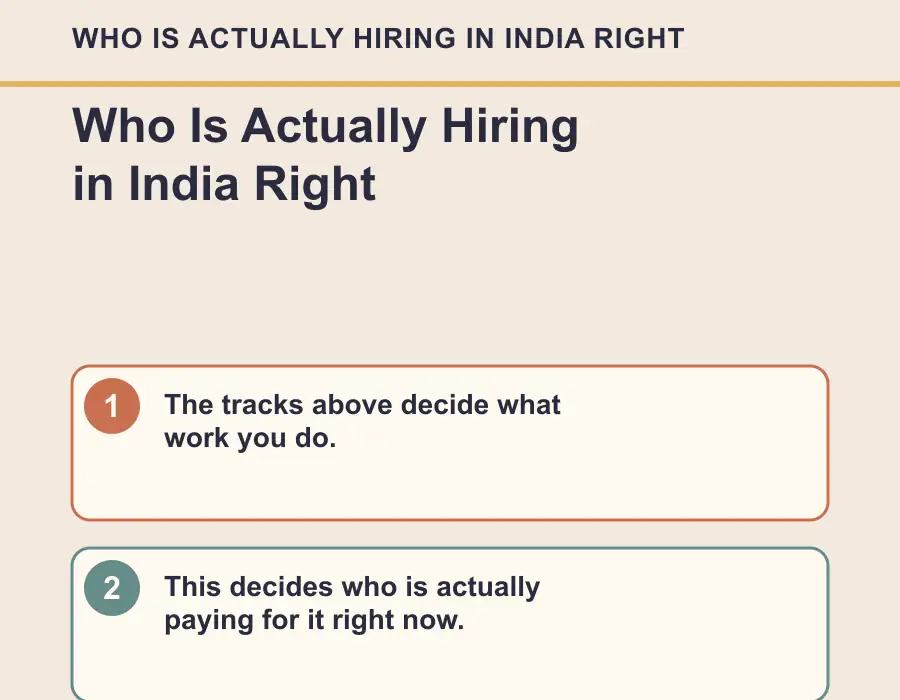 WHO IS ACTUALLY HIRING IN INDIA RIGHT
Who Is Actually Hiring
in India Right
1
The tracks above decide what
work you do.
2
This decides who is actually
paying for it right now.